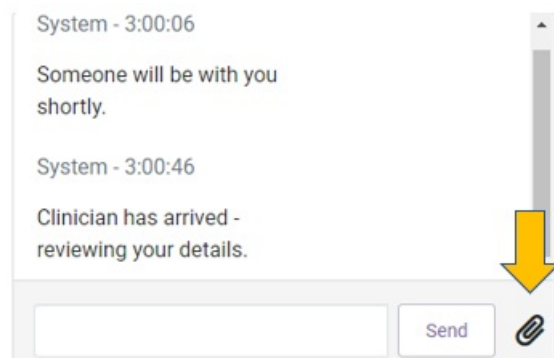 System - 3:00:06
Someone will be with you
shortly.
System - 3:00:46
Clinician has arrived -
reviewing your details.
Send